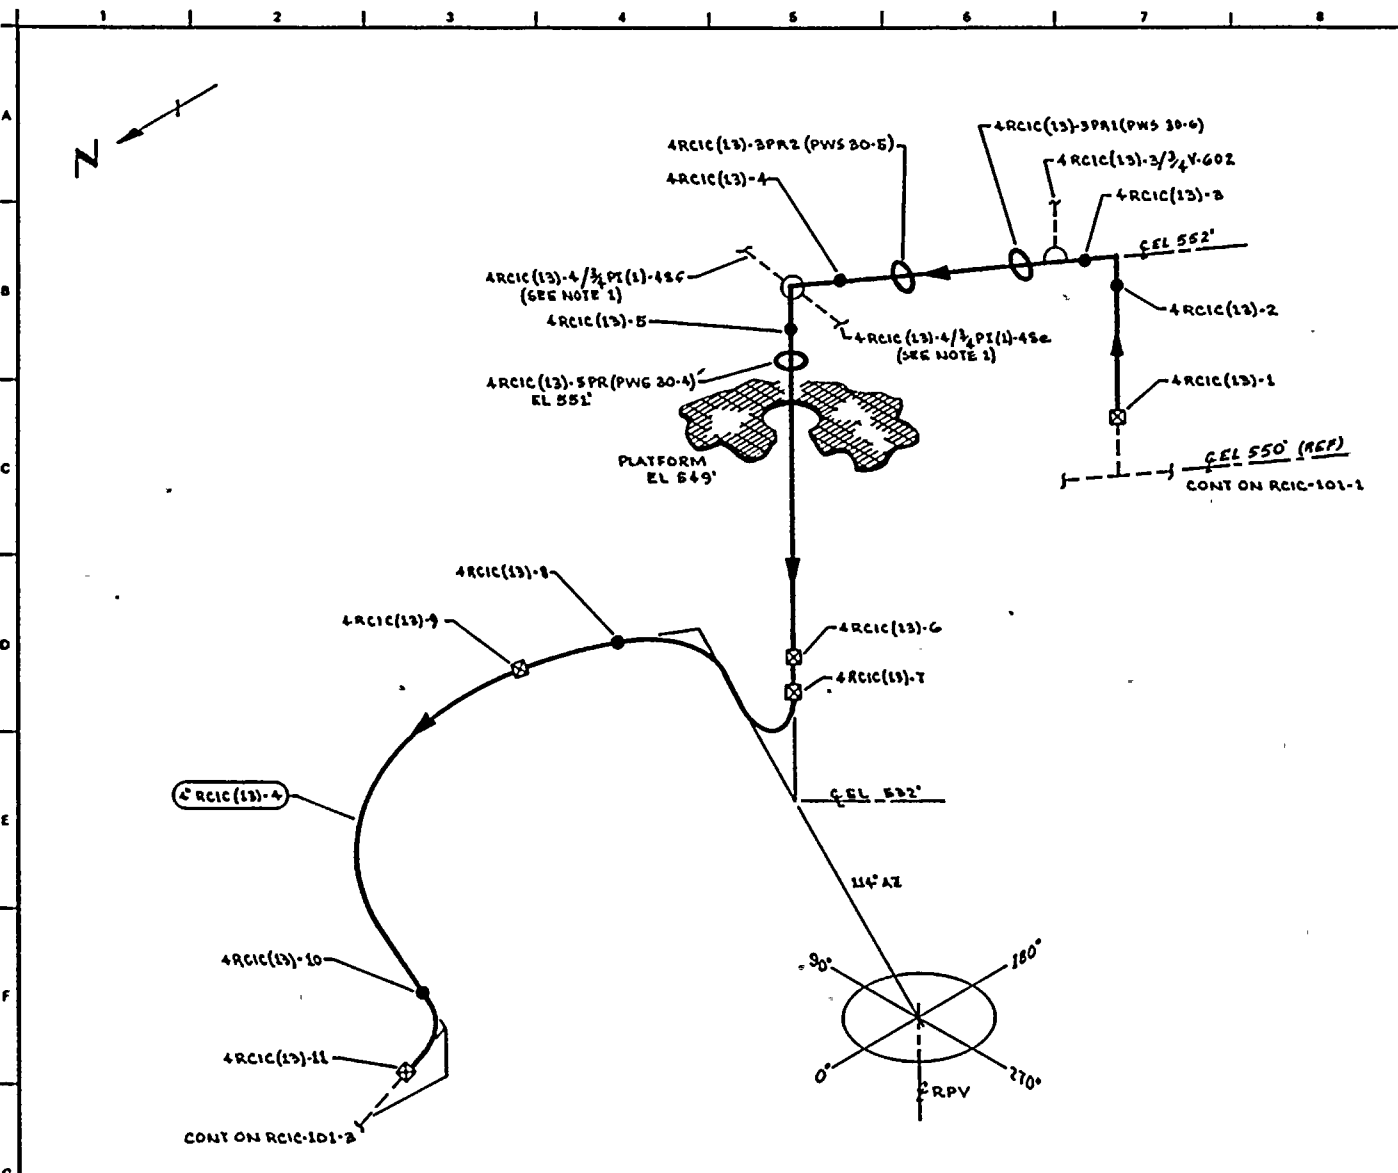 1 2 3 4 5 6 7 8
A
N
4RCIC(13)-3PR1(PWS 30-6)
4RCIC(13)-3PR2(PWS 30-5)
4RCIC(13)-3/3/4V-602
4RCIC(13)-4
4RCIC(13)-3
℄ EL 552'
B
4RCIC(13)-4/3/4PI(1)-48f
(SEE NOTE 1)
4RCIC(13)-2
4RCIC(13)-5
4RCIC(13)-4/3/4PI(1)-48e
(SEE NOTE 1)
4RCIC(13)-5PR(PWS 30-4)
EL 551'
4RCIC(13)-1
C
PLATFORM
EL 549'
℄ EL 550' (REF)
CONT ON RCIC-101-1
4RCIC(13)-8
4RCIC(13)-9
D
4RCIC(13)-6
4RCIC(13)-7
4" RCIC(13)-4
℄ EL 532'
E
114° AZ
4RCIC(13)-10
90°
180°
F
4RCIC(13)-11
0°
270°
℄ RPV
CONT ON RCIC-101-3
G